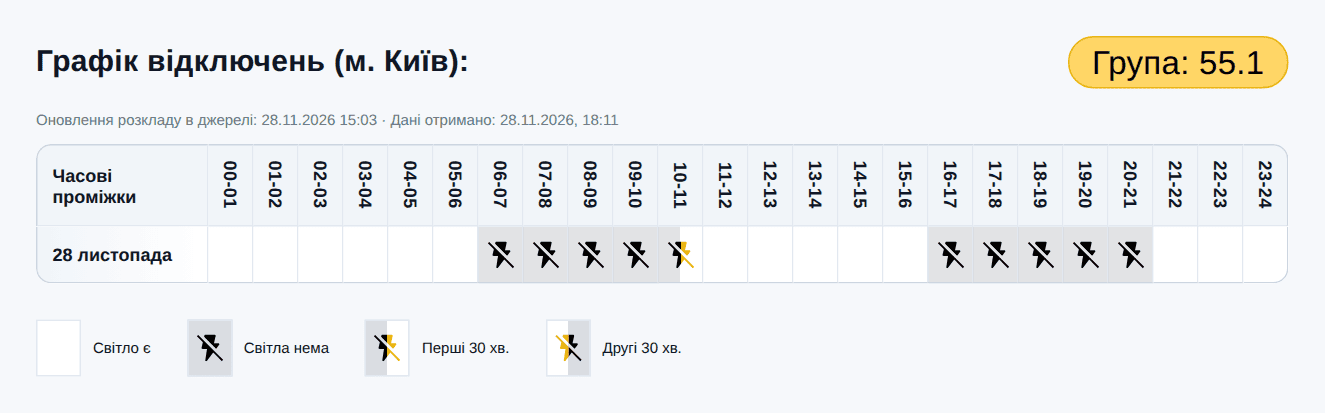 Графік відключень (м. Київ):
Група: 55.1
Оновлення розкладу в джерелі: 28.11.2026 15:03 · Дані отримано: 28.11.2026, 18:11
Часові
проміжки
00-01
01-02
02-03
03-04
04-05
05-06
06-07
07-08
08-09
09-10
10-11
11-12
12-13
13-14
14-15
15-16
16-17
17-18
18-19
19-20
20-21
21-22
22-23
23-24
28 листопада
Світло є
Світла нема
Перші 30 хв.
Другі 30 хв.